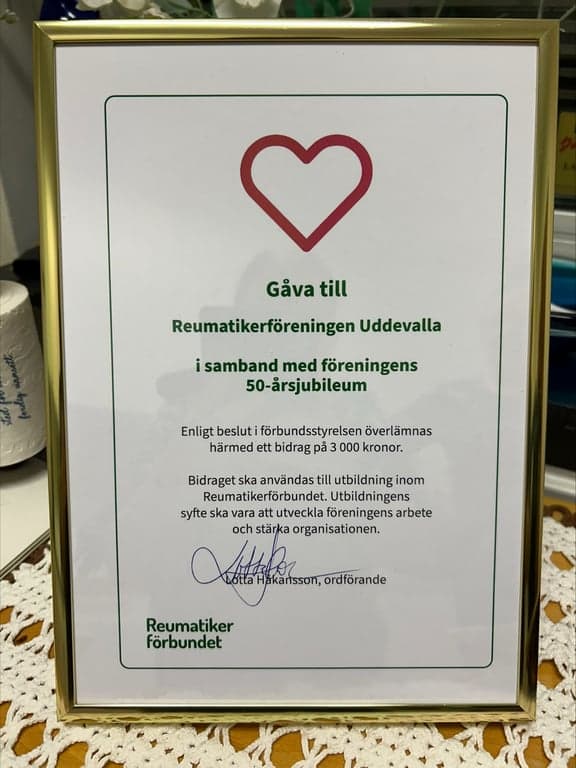 Gåva till
Reumatikerföreningen Uddevalla
i samband med föreningens
50-årsjubileum
Enligt beslut i förbundsstyrelsen överlämnas
härmed ett bidrag på 3 000 kronor.
Bidraget ska användas till utbildning inom
Reumatikerförbundet. Utbildningens
syfte ska vara att utveckla föreningens arbete
och stärka organisationen.
Lotta Håkansson, ordförande
Reumatiker
förbundet